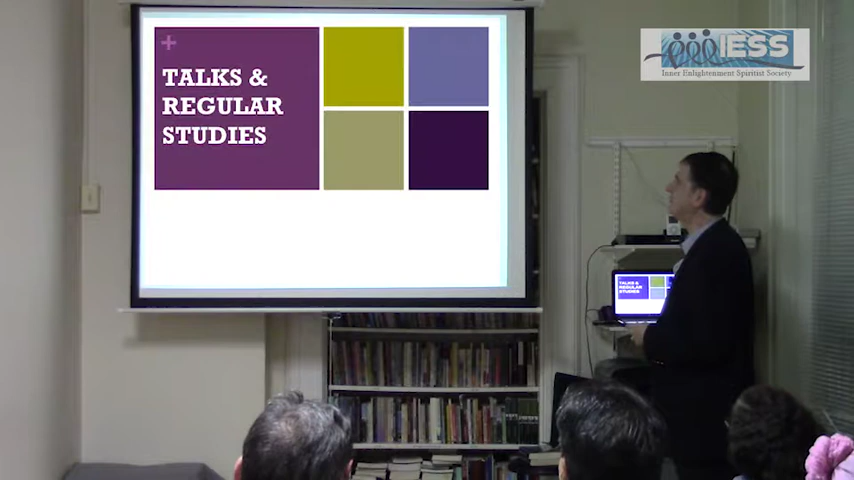 +
TALKS &
REGULAR
STUDIES
IESS
Inner Enlightenment Spiritist Society
TALKS &
REGULAR
STUDIES